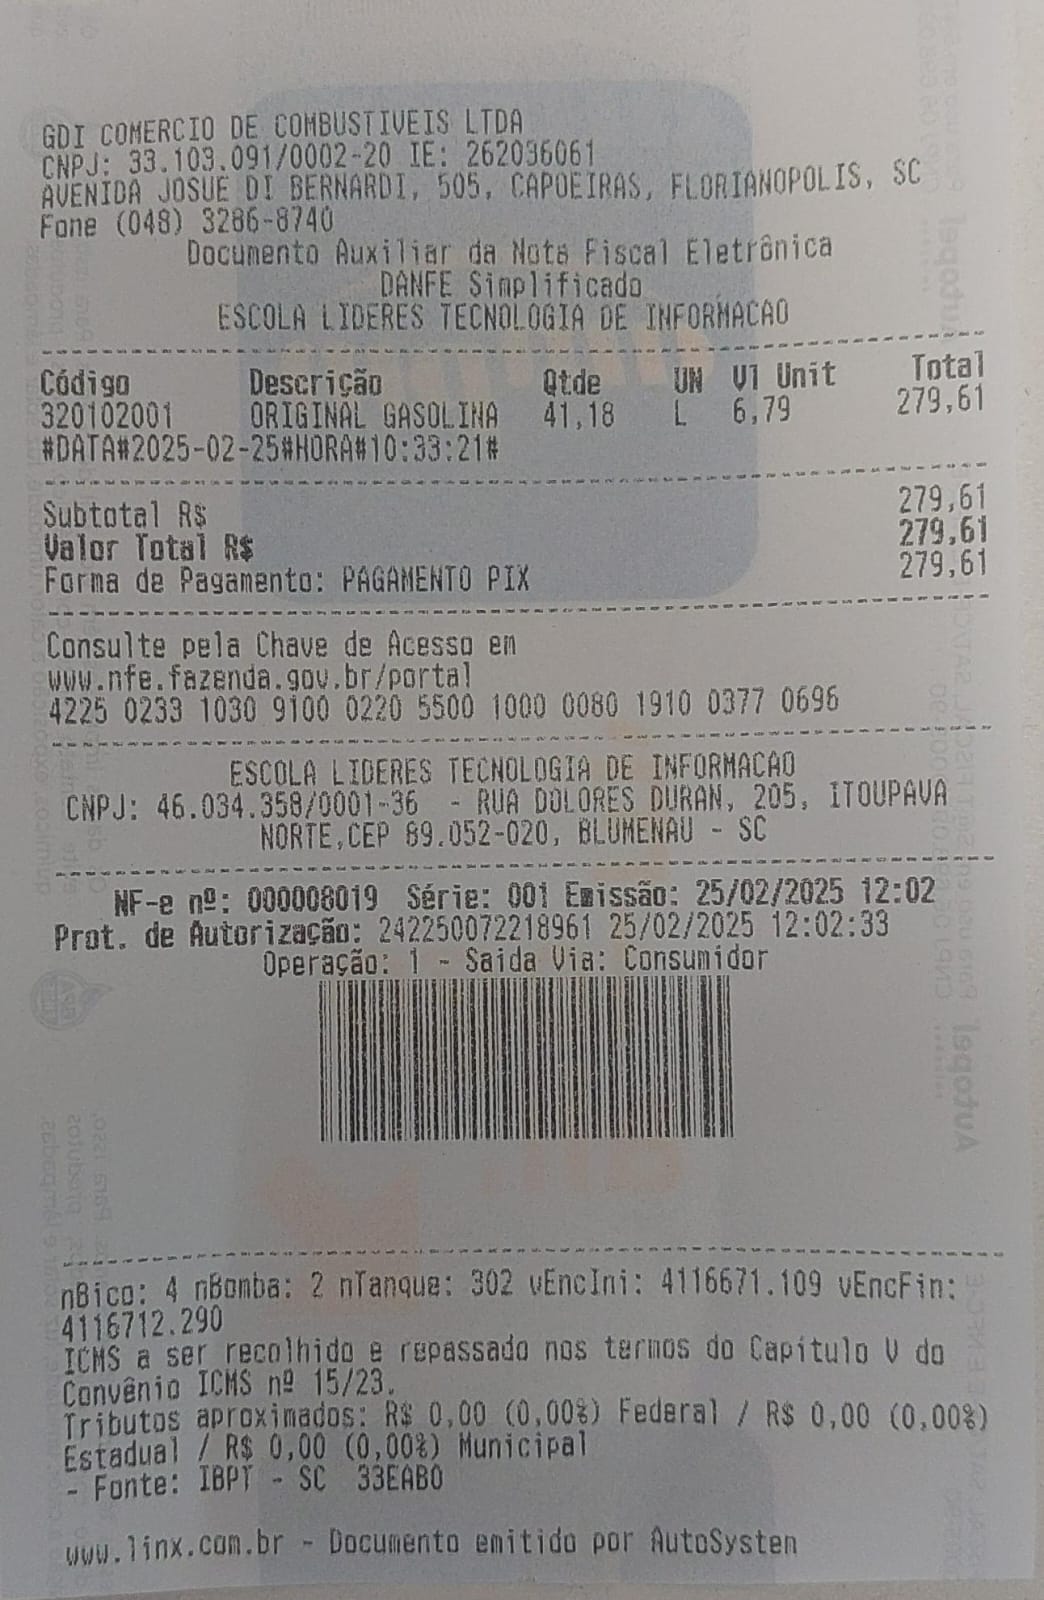 GDI COMERCIO DE COMBUSTIVEIS LTDA
CNPJ: 33.103.091/0002-20 IE: 262036061
AVENIDA JOSUE DI BERNARDI, 505, CAPOEIRAS, FLORIANOPOLIS, SC
Fone (048) 3286-8740
Documento Auxiliar da Nota Fiscal Eletrônica
DANFE Simplificado
ESCOLA LIDERES TECNOLOGIA DE INFORMACAO
Código Descrição Qtde UN Vl Unit Total
320102001 ORIGINAL GASOLINA 41,18 L 6,79 279,61
#DATA#2025-02-25#HORA#10:33:21#
Subtotal R$ 279,61
Valor Total R$ 279,61
Forma de Pagamento: PAGAMENTO PIX 279,61
Consulte pela Chave de Acesso em
www.nfe.fazenda.gov.br/portal
4225 0233 1030 9100 0220 5500 1000 0080 1910 0377 0696
ESCOLA LIDERES TECNOLOGIA DE INFORMACAO
CNPJ: 46.034.358/0001-36 - RUA DOLORES DURAN, 205, ITOUPAVA
NORTE,CEP 89.052-020, BLUMENAU - SC
NF-e nº: 000008019 Série: 001 Emissão: 25/02/2025 12:02
Prot. de Autorização: 242250072218961 25/02/2025 12:02:33
Operação: 1 - Saida Via: Consumidor
nBico: 4 nBomba: 2 nTanque: 302 vEncIni: 4116671.109 vEncFin:
4116712.290
ICMS a ser recolhido e repassado nos termos do Capítulo V do
Convênio ICMS nº 15/23.
Tributos aproximados: R$ 0,00 (0,00%) Federal / R$ 0,00 (0,00%)
Estadual / R$ 0,00 (0,00%) Municipal
- Fonte: IBPT - SC 33EAB0
www.linx.com.br - Documento emitido por AutoSystem